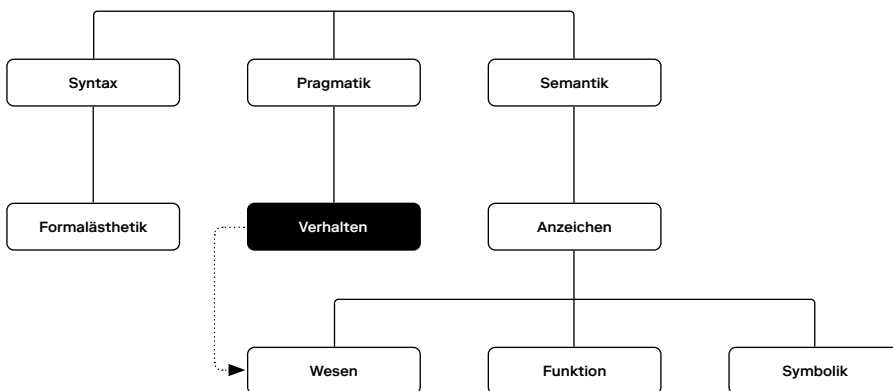 Syntax
Pragmatik
Semantik
Formalästhetik
Verhalten
Anzeichen
Wesen
Funktion
Symbolik